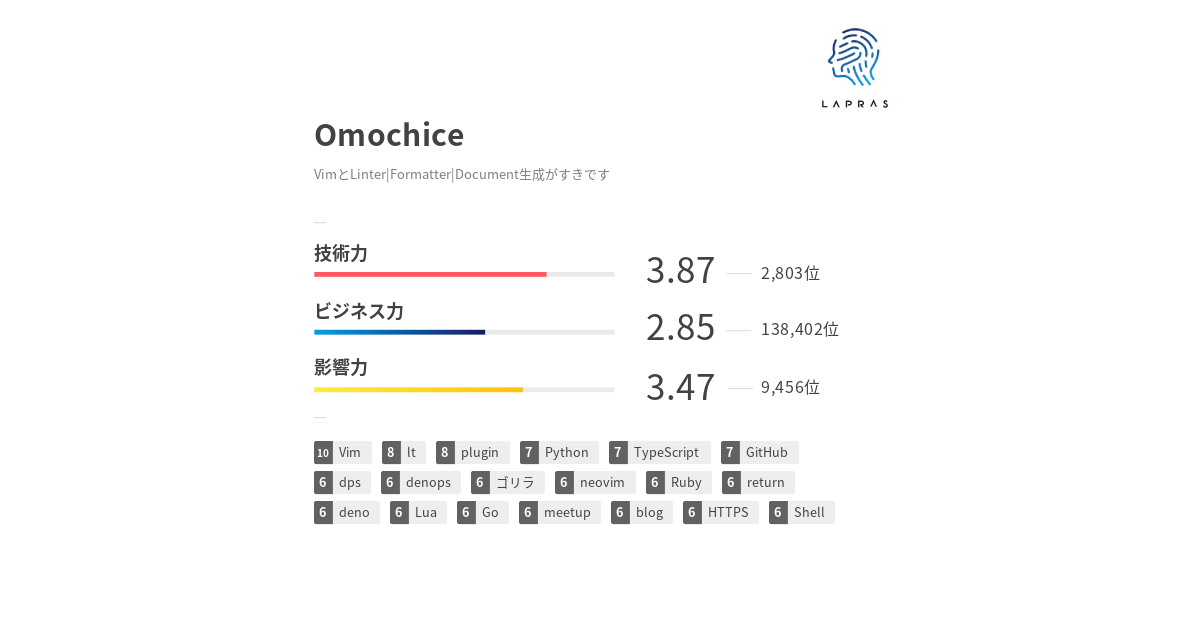 LAPRAS
Omochice
VimとLinter|Formatter|Document生成がすきです
技術力
3.87 2,803位
ビジネス力
2.85 138,402位
影響力
3.47 9,456位
10 Vim 8 lt 8 plugin 7 Python 7 TypeScript 7 GitHub
6 dps 6 denops 6 ゴリラ 6 neovim 6 Ruby 6 return
6 deno 6 Lua 6 Go 6 meetup 6 blog 6 HTTPS 6 Shell